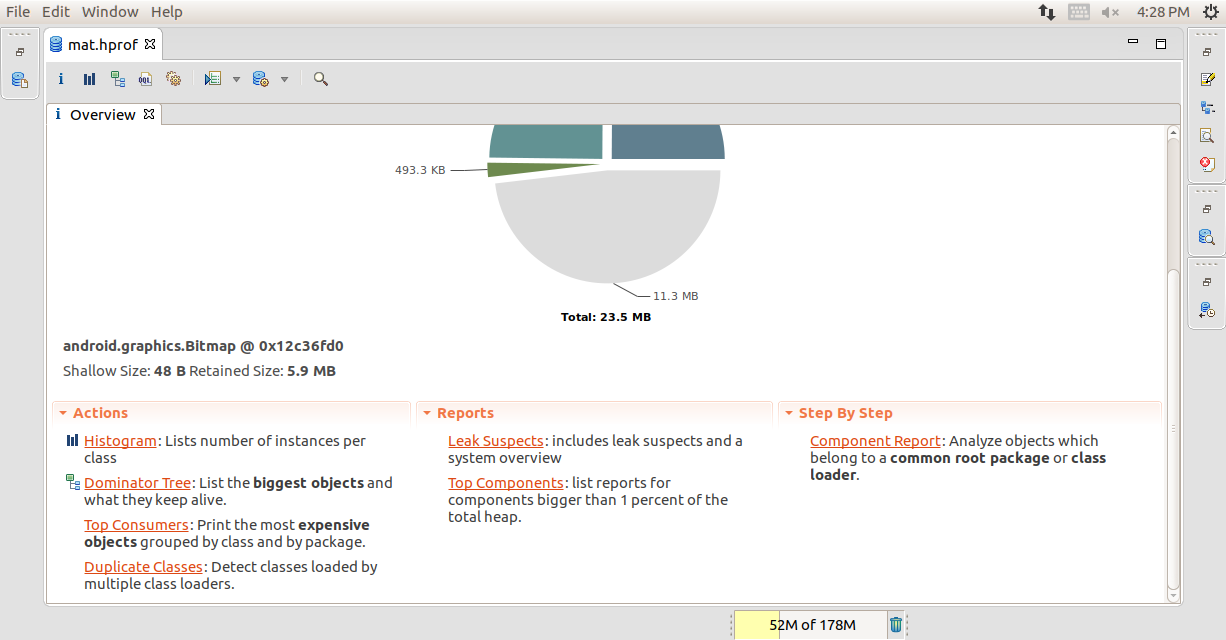 File Edit Window Help 4:28 PM
mat.hprof
i OQL
i Overview
493.3 KB
11.3 MB
Total: 23.5 MB
android.graphics.Bitmap @ 0x12c36fd0
Shallow Size: 48 B Retained Size: 5.9 MB
Actions
Histogram: Lists number of instances per
class
Dominator Tree: List the biggest objects and
what they keep alive.
Top Consumers: Print the most expensive
objects grouped by class and by package.
Duplicate Classes: Detect classes loaded by
multiple class loaders.
Reports
Leak Suspects: includes leak suspects and a
system overview
Top Components: list reports for
components bigger than 1 percent of the
total heap.
Step By Step
Component Report: Analyze objects which
belong to a common root package or class
loader.
52M of 178M